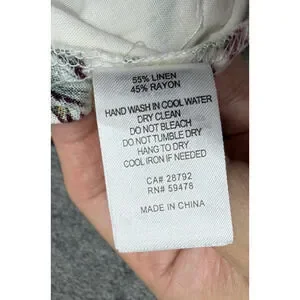 55% LINEN
45% RAYON
HAND WASH IN COOL WATER
DRY CLEAN
DO NOT BLEACH
DO NOT TUMBLE DRY
HANG TO DRY
COOL IRON IF NEEDED
CA# 28792
RN# 59478
MADE IN CHINA